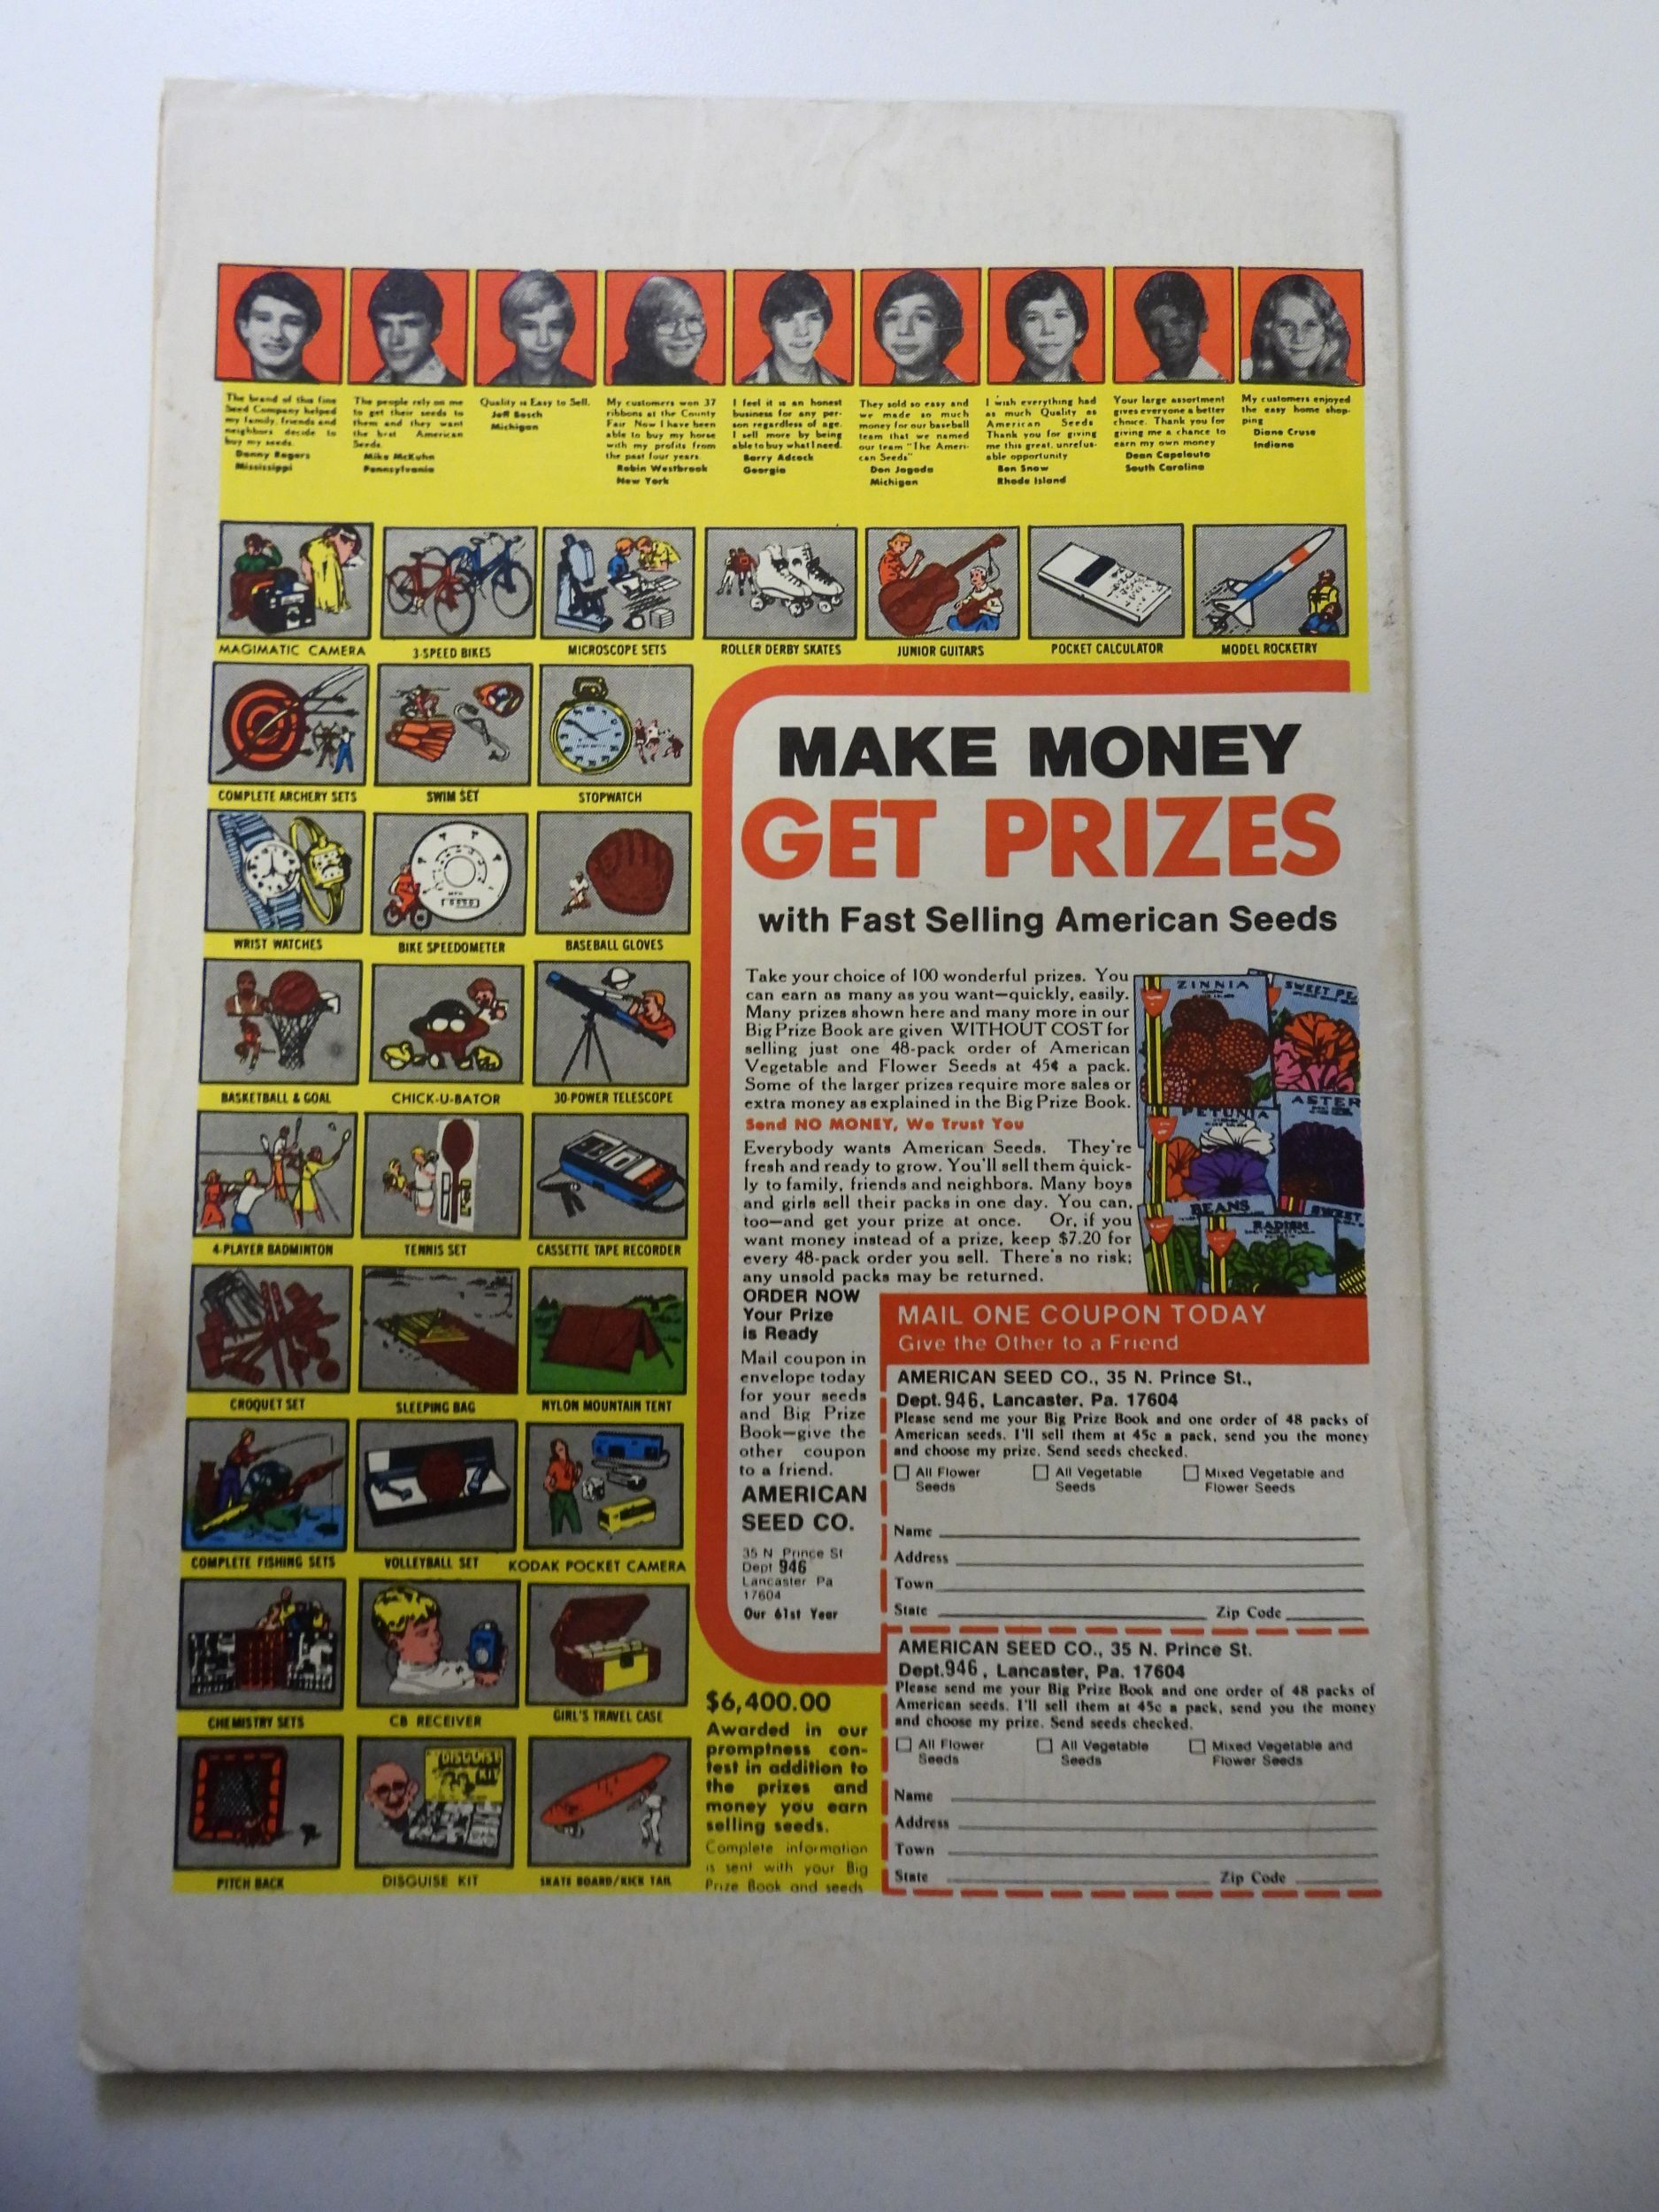 The brand of this fine
Seed Company helped
my family, friends and
neighbors decide to
buy my seeds.
Danny Rogers
Mississippi
The people rely on me
to get their seeds to
them and they want
the best American
Seeds.
Mike McKuhn
Pennsylvania
Quality is Easy to Sell.
Jeff Bosch
Michigan
My customers won 37
ribbons at the County
Fair Now I have been
able to buy my horse
with my profits from
the past four years.
Robin Westbrook
New York
I feel it is an honest
business for any per-
son regardless of age.
I sell more by being
able to buy what I need.
Barry Adcock
Georgia
They sold so easy and
we made so much
money for our baseball
team that we named
our team "The Ameri-
can Seeds"
Don Jagoda
Michigan
I wish everything had
as much Quality as
American Seeds
Thank you for giving
me this great, unrefus-
able opportunity
Ben Snow
Rhode Island
Your large assortment
gives everyone a better
choice. Thank you for
giving me a chance to
earn my own money
Dean Capelouto
South Carolina
My customers enjoyed
the easy home shop-
ping
Diane Cruse
Indiana
MAGIMATIC CAMERA
3-SPEED BIKES
MICROSCOPE SETS
ROLLER DERBY SKATES
JUNIOR GUITARS
POCKET CALCULATOR
MODEL ROCKETRY
COMPLETE ARCHERY SETS
SWIM SET
STOPWATCH
WRIST WATCHES
BIKE SPEEDOMETER
BASEBALL GLOVES
BASKETBALL & GOAL
CHICK-U-BATOR
30-POWER TELESCOPE
4-PLAYER BADMINTON
TENNIS SET
CASSETTE TAPE RECORDER
CROQUET SET
SLEEPING BAG
NYLON MOUNTAIN TENT
COMPLETE FISHING SETS
VOLLEYBALL SET
KODAK POCKET CAMERA
CHEMISTRY SETS
CB RECEIVER
GIRL'S TRAVEL CASE
DISGUISE
KIT
PITCH BACK
DISGUISE KIT
SKATE BOARD/KICK TAIL
MAKE MONEY
GET PRIZES
with Fast Selling American Seeds
Take your choice of 100 wonderful prizes. You
can earn as many as you want—quickly, easily.
Many prizes shown here and many more in our
Big Prize Book are given WITHOUT COST for
selling just one 48-pack order of American
Vegetable and Flower Seeds at 45¢ a pack.
Some of the larger prizes require more sales or
extra money as explained in the Big Prize Book.
Send NO MONEY, We Trust You
Everybody wants American Seeds. They're
fresh and ready to grow. You'll sell them quick-
ly to family, friends and neighbors. Many boys
and girls sell their packs in one day. You can,
too—and get your prize at once. Or, if you
want money instead of a prize, keep $7.20 for
every 48-pack order you sell. There's no risk;
any unsold packs may be returned.
ZINNIA
SWEET PE
PETUNIA
ASTER
BEANS
RADISH
SWEET
ORDER NOW
Your Prize
is Ready
Mail coupon in
envelope today
for your seeds
and Big Prize
Book—give the
other coupon
to a friend.
AMERICAN
SEED CO.
35 N Prince St
Dept 946
Lancaster Pa
17604
Our 61st Year
$6,400.00
Awarded in our
promptness con-
test in addition to
the prizes and
money you earn
selling seeds.
Complete information
is sent with your Big
Prize Book and seeds
MAIL ONE COUPON TODAY
Give the Other to a Friend
AMERICAN SEED CO., 35 N. Prince St.,
Dept. 946, Lancaster, Pa. 17604
Please send me your Big Prize Book and one order of 48 packs of
American seeds. I'll sell them at 45c a pack, send you the money
and choose my prize. Send seeds checked.
All Flower Seeds
All Vegetable Seeds
Mixed Vegetable and Flower Seeds
Name
Address
Town
State Zip Code
AMERICAN SEED CO., 35 N. Prince St.
Dept. 946, Lancaster, Pa. 17604
Please send me your Big Prize Book and one order of 48 packs of
American seeds. I'll sell them at 45c a pack, send you the money
and choose my prize. Send seeds checked.
All Flower Seeds
All Vegetable Seeds
Mixed Vegetable and Flower Seeds
Name
Address
Town
State Zip Code